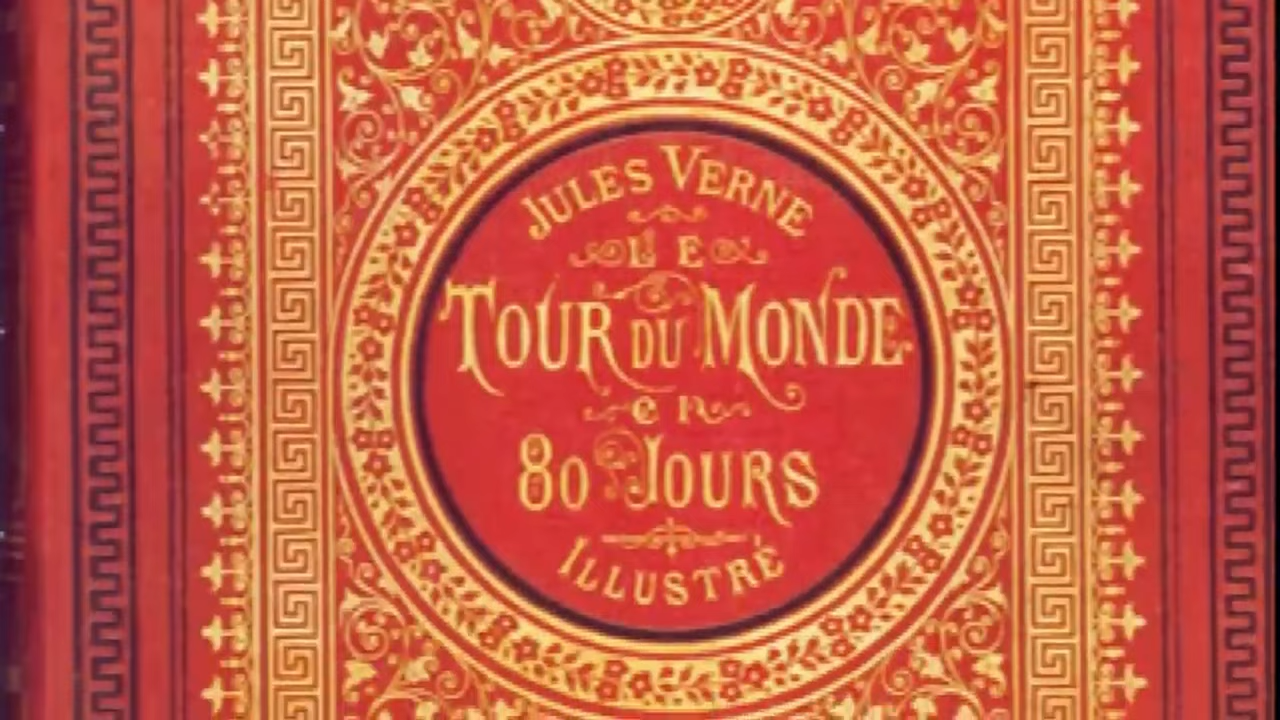 JULES VERNE
LE
TOUR DU MONDE
EN
80 JOURS
ILLUSTRÉ